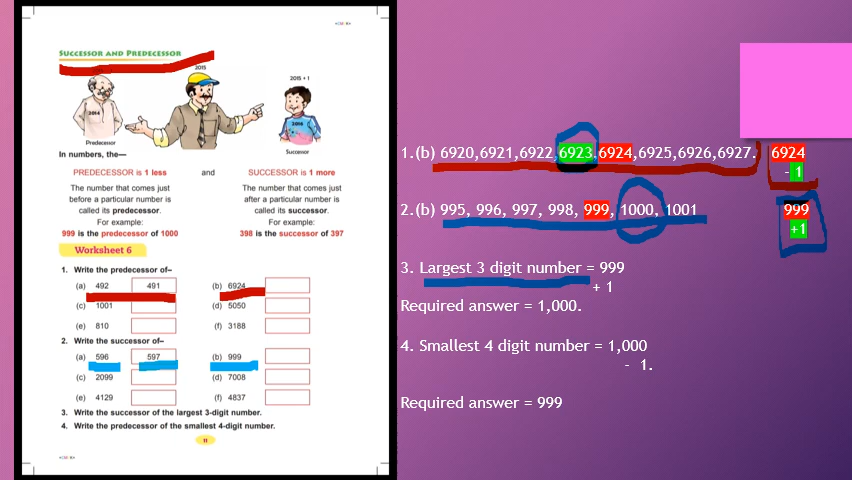 SUCCESSOR AND PREDECESSOR
2015
2015 + 1
2014
2016
Predecessor
Successor
In numbers, the—
PREDECESSOR is 1 less and SUCCESSOR is 1 more
The number that comes just before a particular number is called its predecessor.
The number that comes just after a particular number is called its successor.
For example:
999 is the predecessor of 1000
For example:
398 is the successor of 397
Worksheet 6
1. Write the predecessor of–
(a) 492 491 (b) 6924
(c) 1001 (d) 5050
(e) 810 (f) 3188
2. Write the successor of–
(a) 596 597 (b) 999
(c) 2099 (d) 7008
(e) 4129 (f) 4837
3. Write the successor of the largest 3-digit number.
4. Write the predecessor of the smallest 4-digit number.
11
1.(b) 6920,6921,6922,6923,6924,6925,6926,6927. 6924
- 1
2.(b) 995, 996, 997, 998, 999, 1000, 1001 999
+1
3. Largest 3 digit number = 999
+ 1
Required answer = 1,000.
4. Smallest 4 digit number = 1,000
- 1.
Required answer = 999